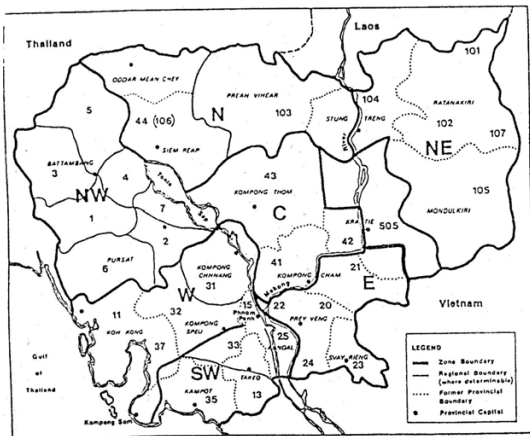 Laos
Thailand
101
ODDAR MEAN CHEY
PREAH VIHEAR
N
104
RATANAKIRI
5
103
STUNG
TRENG
102
44 (106)
NE
107
SIEM REAP
BATTAMBANG
3
43
4
KOMPONG THOM
105
NW
Tonle
Sap
MONDULKIRI
7
1
C
KRATIE
505
2
42
PURSAT
6
41
21
KOMPONG
CHHNANG
KOMPONG CHAM
E
31
Mekong
W
20
11
32
15
22
Vietnam
KOH KONG
Phnom
Penh
PREY VENG
KOMPONG
SPEU
25
KANDAL
37
33
24
SVAY RIENG
23
Gulf
of
Thailand
SW
TAKEO
KAMPOT
35
13
Kompong Som
LEGEND
Zone Boundary
Regional Boundary
(where determinable)
Former Provincial
Boundary
Provincial Capital